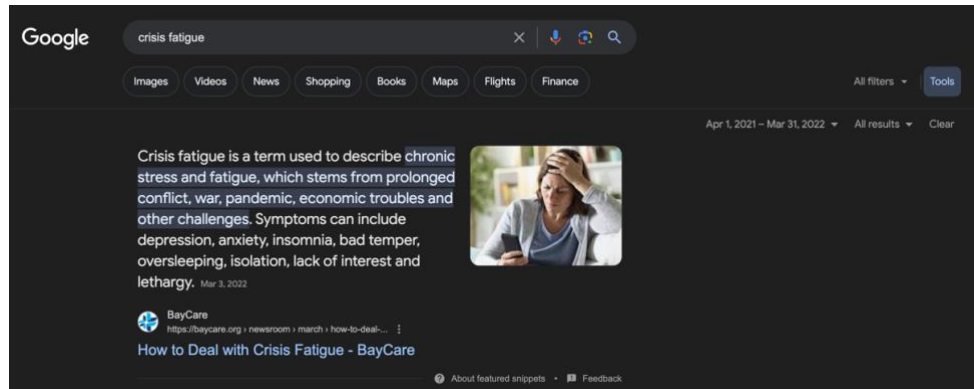 Google
crisis fatigue
Images Videos News Shopping Books Maps Flights Finance All filters Tools
Apr 1, 2021 – Mar 31, 2022 All results Clear
Crisis fatigue is a term used to describe chronic
stress and fatigue, which stems from prolonged
conflict, war, pandemic, economic troubles and
other challenges. Symptoms can include
depression, anxiety, insomnia, bad temper,
oversleeping, isolation, lack of interest and
lethargy. Mar 3, 2022
BayCare
https://baycare.org › newsroom › march › how-to-deal-...
How to Deal with Crisis Fatigue - BayCare
About featured snippets • Feedback